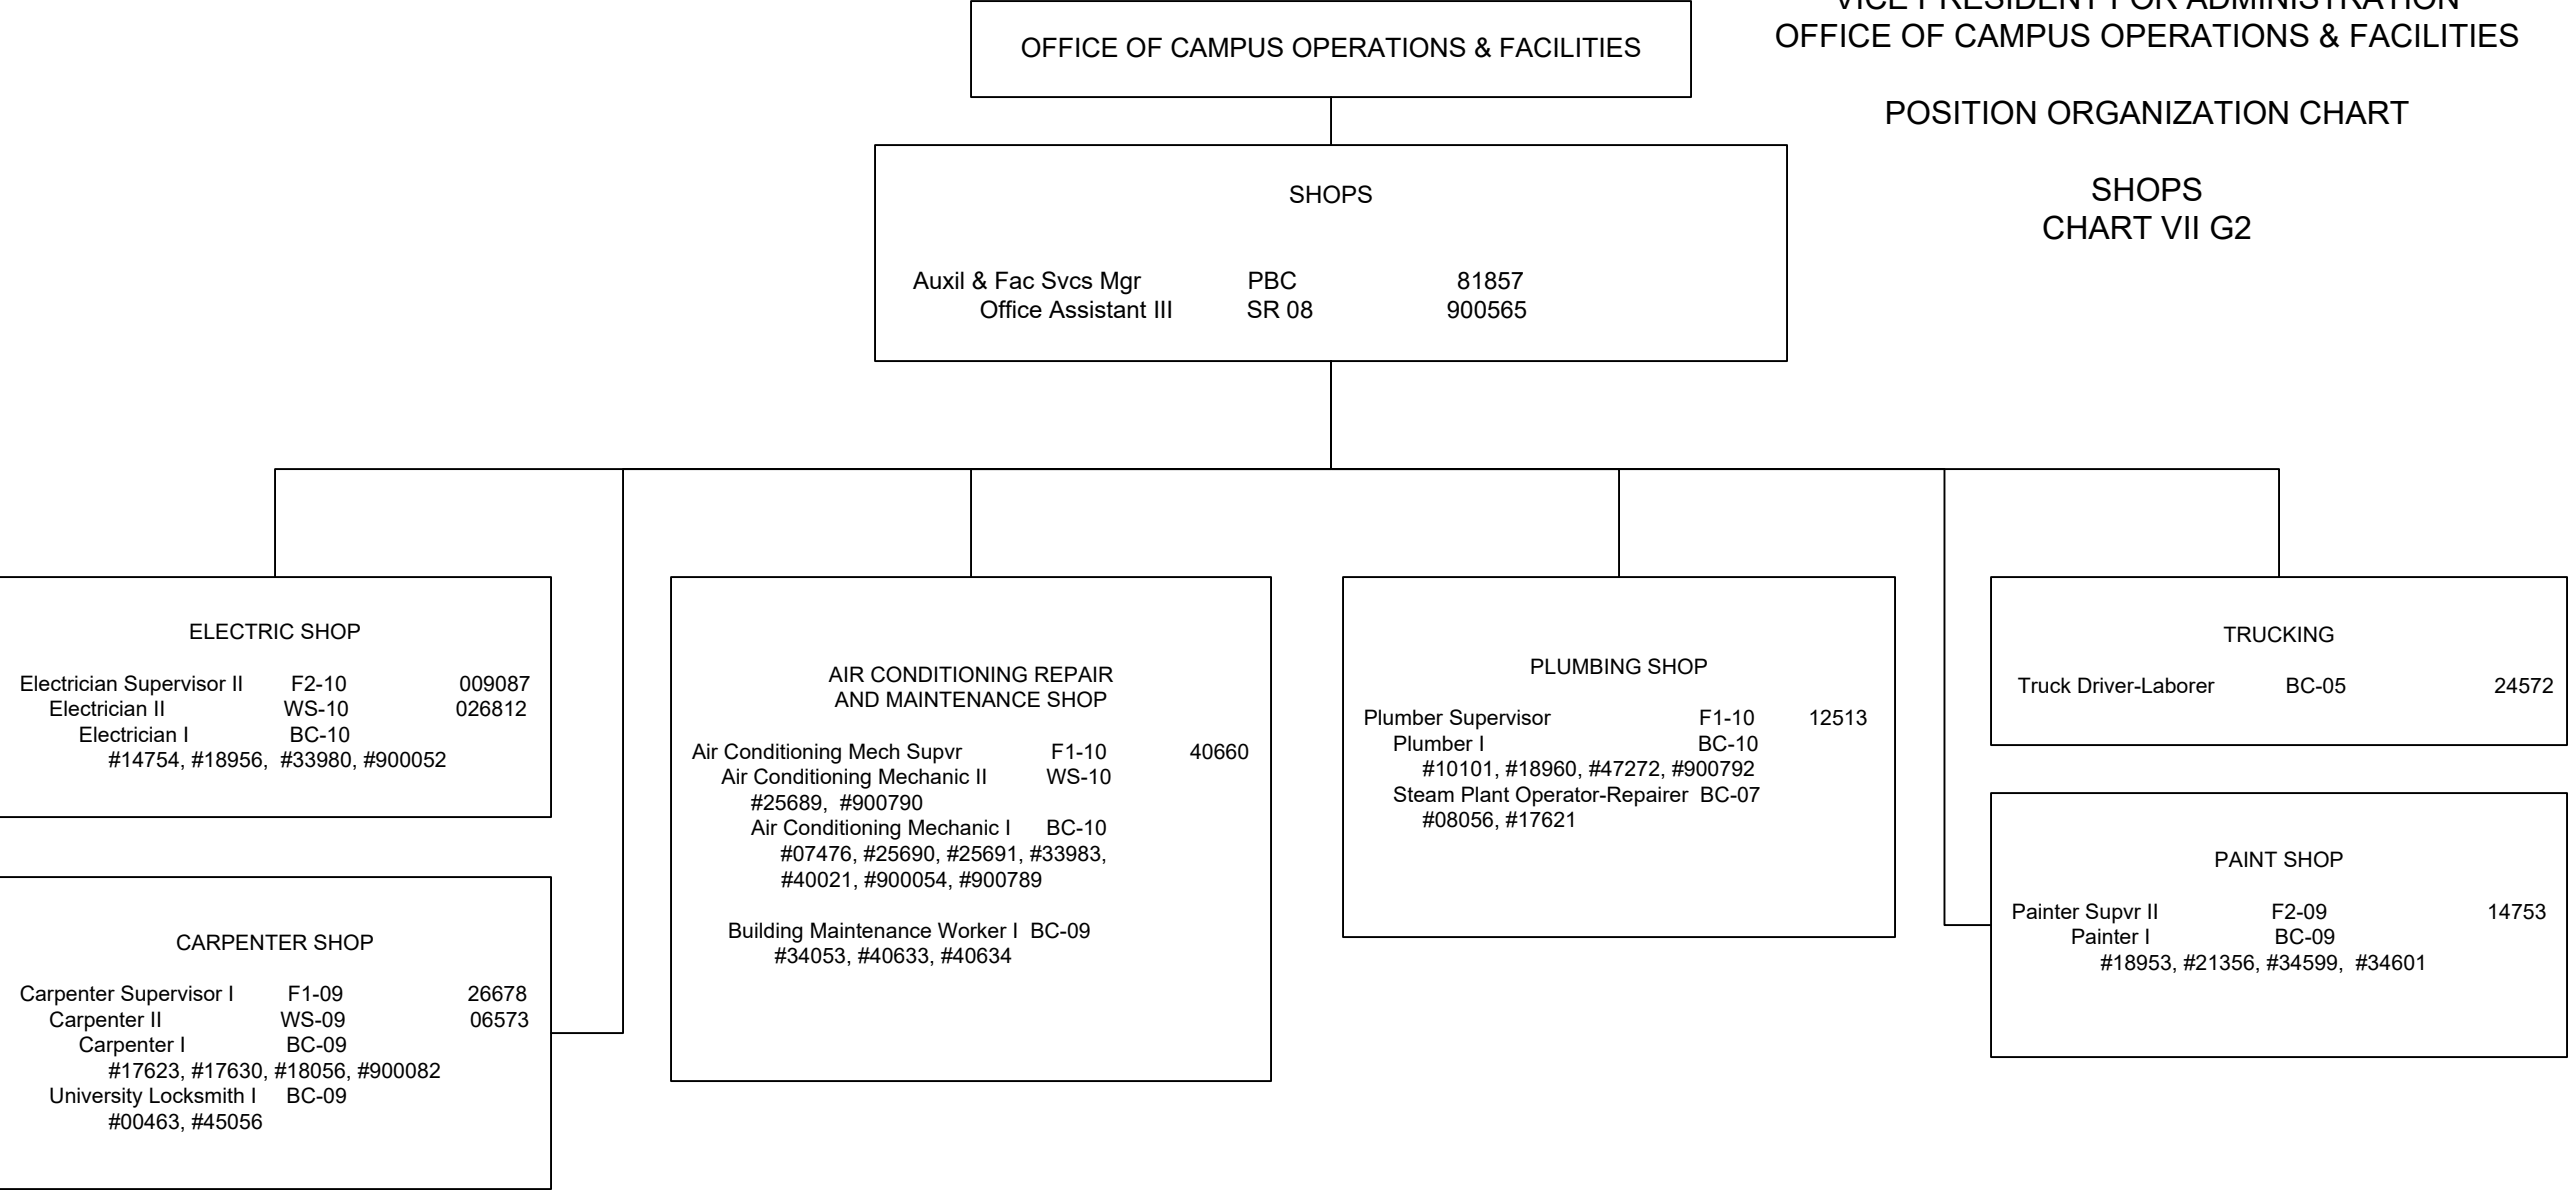 VICE PRESIDENT FOR ADMINISTRATION
OFFICE OF CAMPUS OPERATIONS & FACILITIES
POSITION ORGANIZATION CHART
SHOPS
CHART VII G2
OFFICE OF CAMPUS OPERATIONS & FACILITIES
SHOPS
Auxil & Fac Svcs Mgr PBC 81857
Office Assistant III SR 08 900565
ELECTRIC SHOP
Electrician Supervisor II F2-10 009087
Electrician II WS-10 026812
Electrician I BC-10
#14754, #18956, #33980, #900052
CARPENTER SHOP
Carpenter Supervisor I F1-09 26678
Carpenter II WS-09 06573
Carpenter I BC-09
#17623, #17630, #18056, #900082
University Locksmith I BC-09
#00463, #45056
AIR CONDITIONING REPAIR
AND MAINTENANCE SHOP
Air Conditioning Mech Supvr F1-10 40660
Air Conditioning Mechanic II WS-10
#25689, #900790
Air Conditioning Mechanic I BC-10
#07476, #25690, #25691, #33983,
#40021, #900054, #900789
Building Maintenance Worker I BC-09
#34053, #40633, #40634
PLUMBING SHOP
Plumber Supervisor F1-10 12513
Plumber I BC-10
#10101, #18960, #47272, #900792
Steam Plant Operator-Repairer BC-07
#08056, #17621
TRUCKING
Truck Driver-Laborer BC-05 24572
PAINT SHOP
Painter Supvr II F2-09 14753
Painter I BC-09
#18953, #21356, #34599, #34601